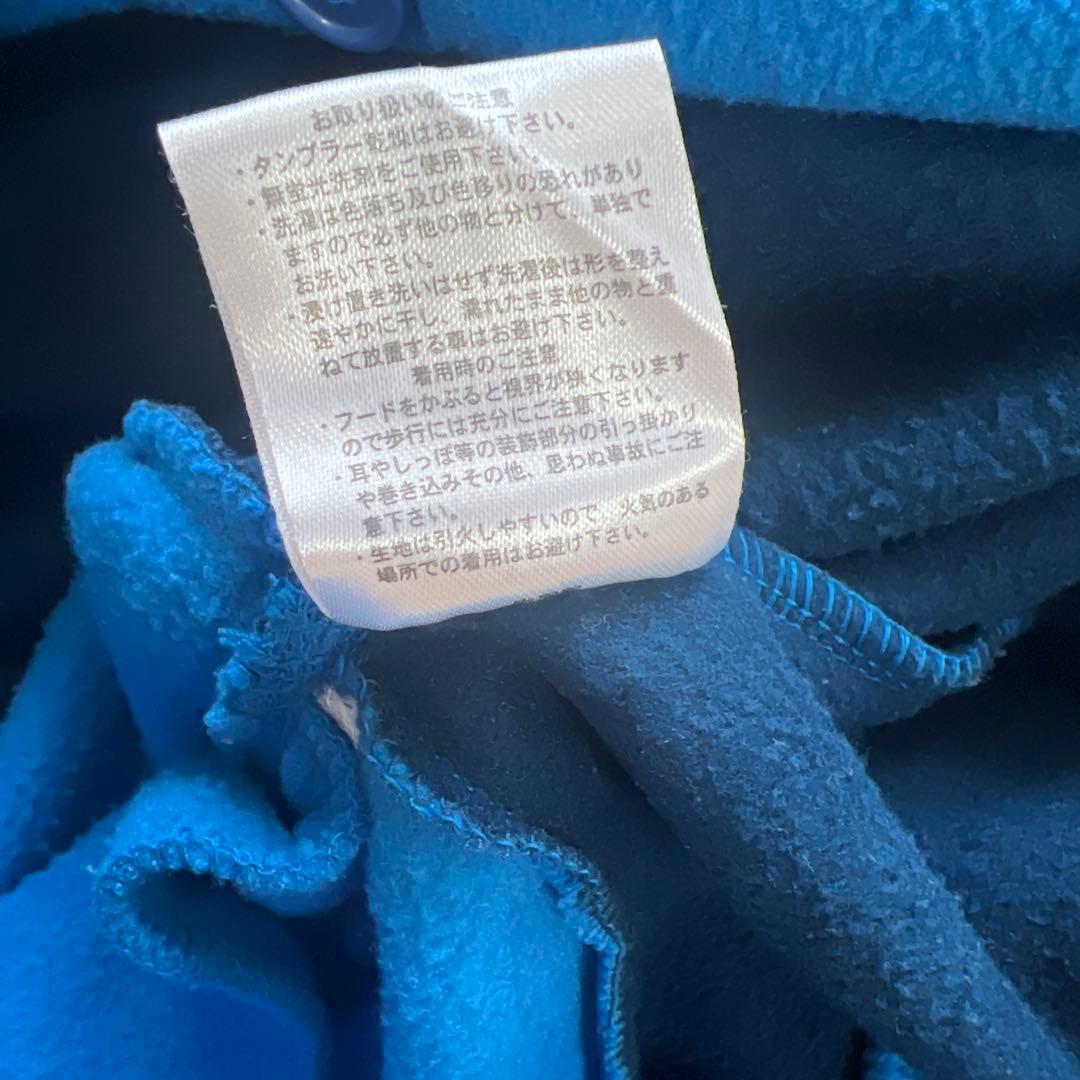 お取り扱いのご注意
・タンブラー乾燥はお避け下さい。
・無蛍光洗剤をご使用下さい。
・洗濯は色落ち及び色移りの恐れがあり
ますので必ず他の物と分けて、単独で
お洗い下さい。
・漬け置き洗いはせず洗濯後は形を整え
速やかに干し、濡れたまま他の物と重
ねて放置する事はお避け下さい。
着用時のご注意
・フードをかぶると視界が狭くなります
ので歩行には充分にご注意下さい。
・耳やしっぽ等の装飾部分の引っ掛かり
や巻き込みその他、思わぬ事故にご注
意下さい。
・生地は引火しやすいので、火気のある
場所での着用はお避け下さい。